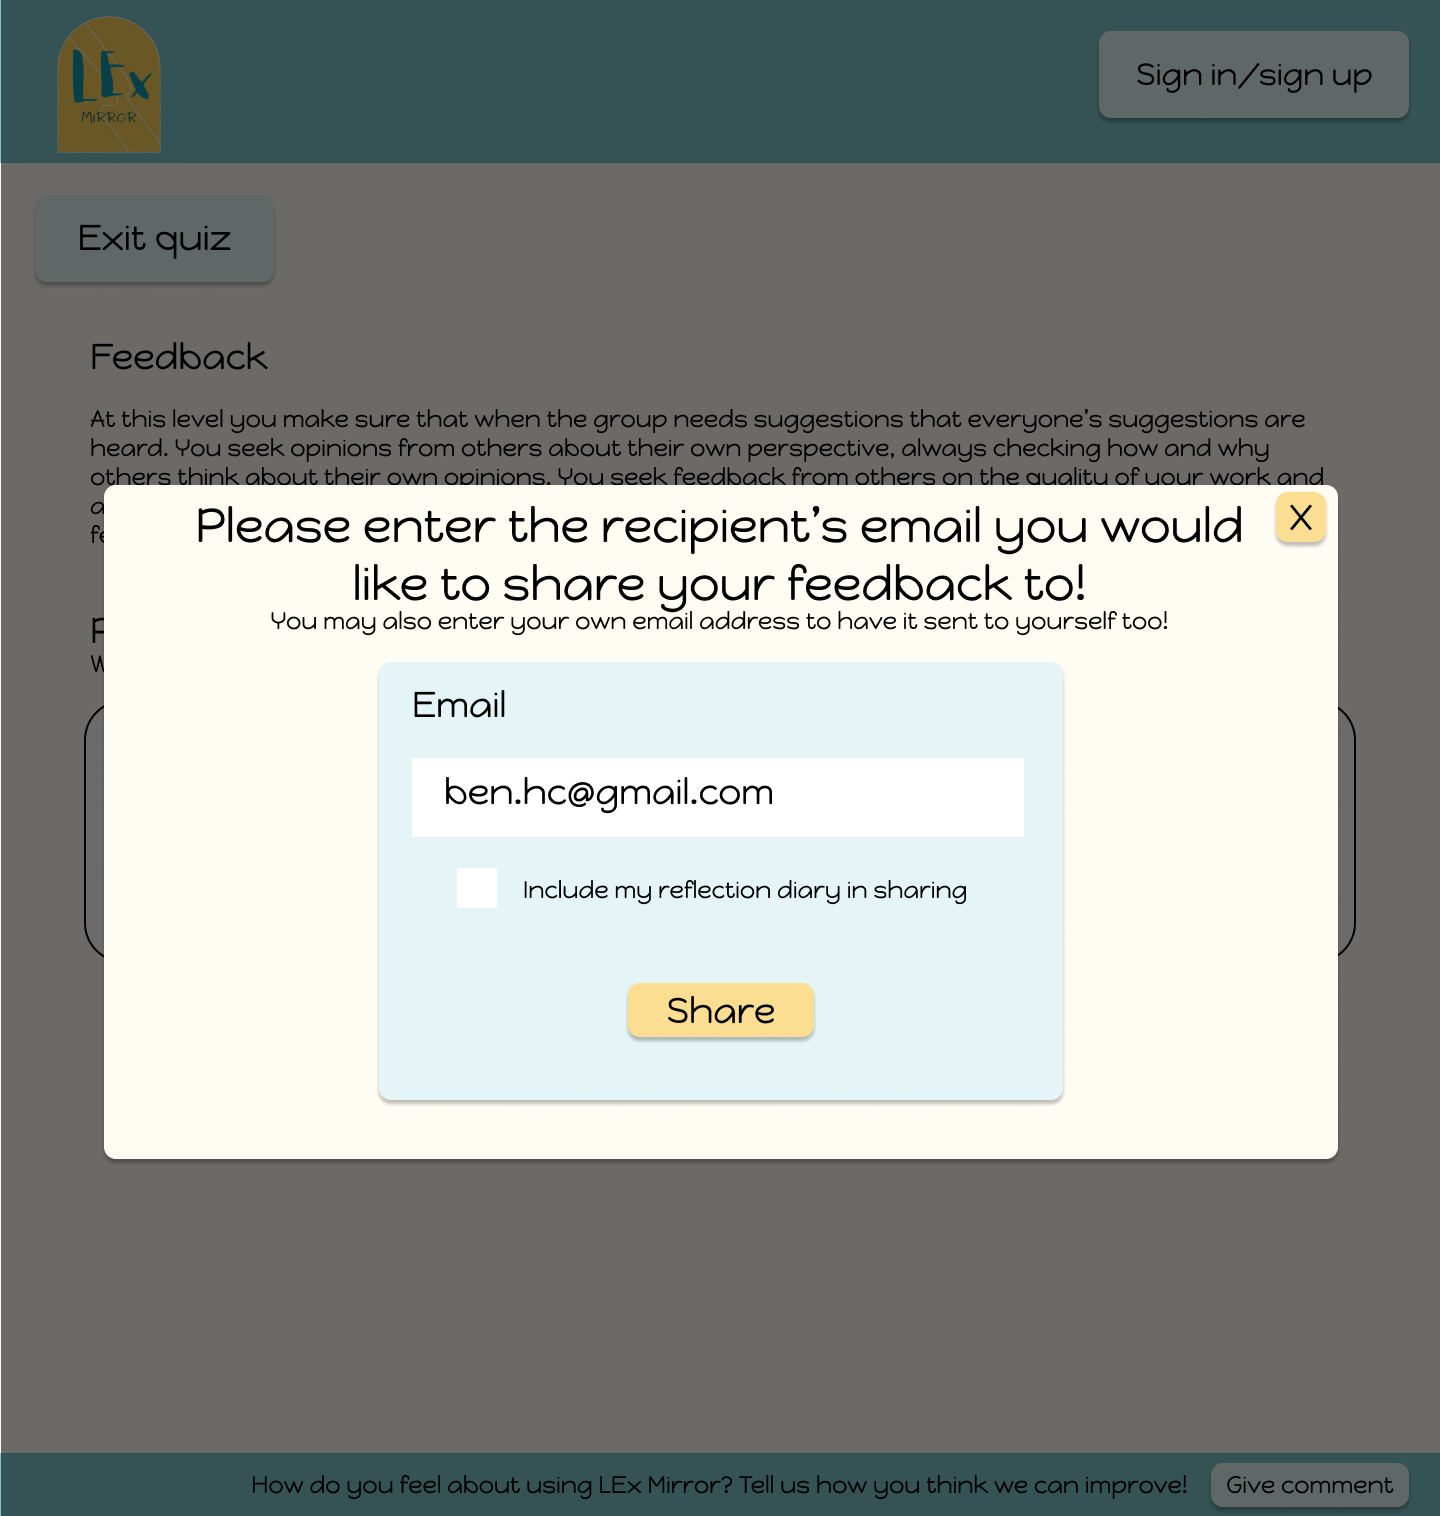 LEx
MIRROR
Sign in/sign up
Exit quiz
Feedback
At this level you make sure that when the group needs suggestions that everyone's suggestions are
heard. You seek opinions from others about their own perspective, always checking how and why
others think about their own opinions. You seek feedback from others on the quality of your work and
Please enter the recipient's email you would
like to share your feedback to!
X
You may also enter your own email address to have it sent to yourself too!
Email
ben.hc@gmail.com
Include my reflection diary in sharing
Share
How do you feel about using LEx Mirror? Tell us how you think we can improve!
Give comment